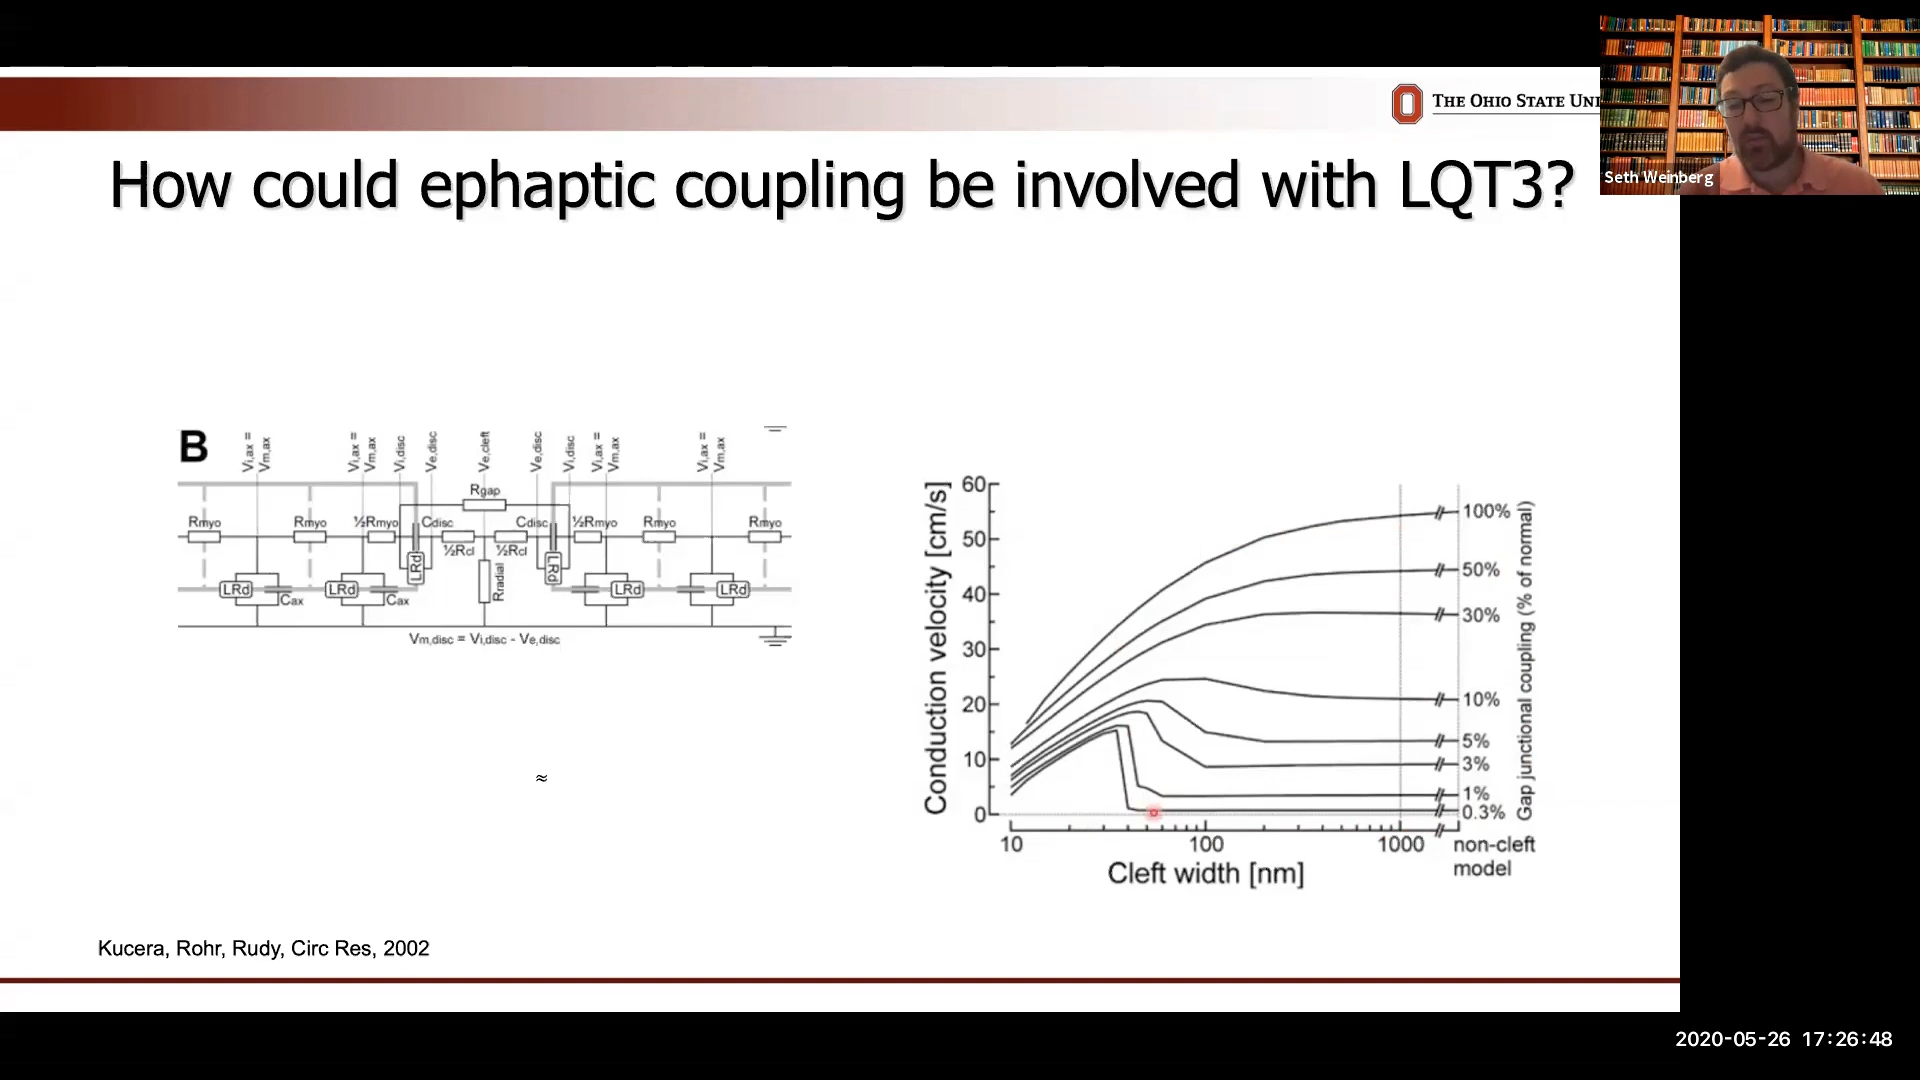 THE OHIO STATE UNI
Seth Weinberg
How could ephaptic coupling be involved with LQT3?
B
Vi,ax =
Vm,ax
Vi,ax =
Vm,ax
Vi,disc
Ve,disc
Ve,cleft
Ve,disc
Vi,disc
Vi,ax =
Vm,ax
Vi,ax =
Vm,ax
Rgap
Rmyo Rmyo ½Rmyo Cdisc Cdisc ½Rmyo Rmyo Rmyo
½Rcl ½Rcl
LRd LRd Rradial
LRd Cax LRd Cax LRd LRd
Vm,disc = Vi,disc - Ve,disc
≈
Conduction velocity [cm/s]
60
50
40
30
20
10
0
100%
50%
30%
10%
5%
3%
1%
0.3%
Gap junctional coupling (% of normal)
10 100 1000 non-cleft
model
Cleft width [nm]
Kucera, Rohr, Rudy, Circ Res, 2002
2020-05-26 17:26:48